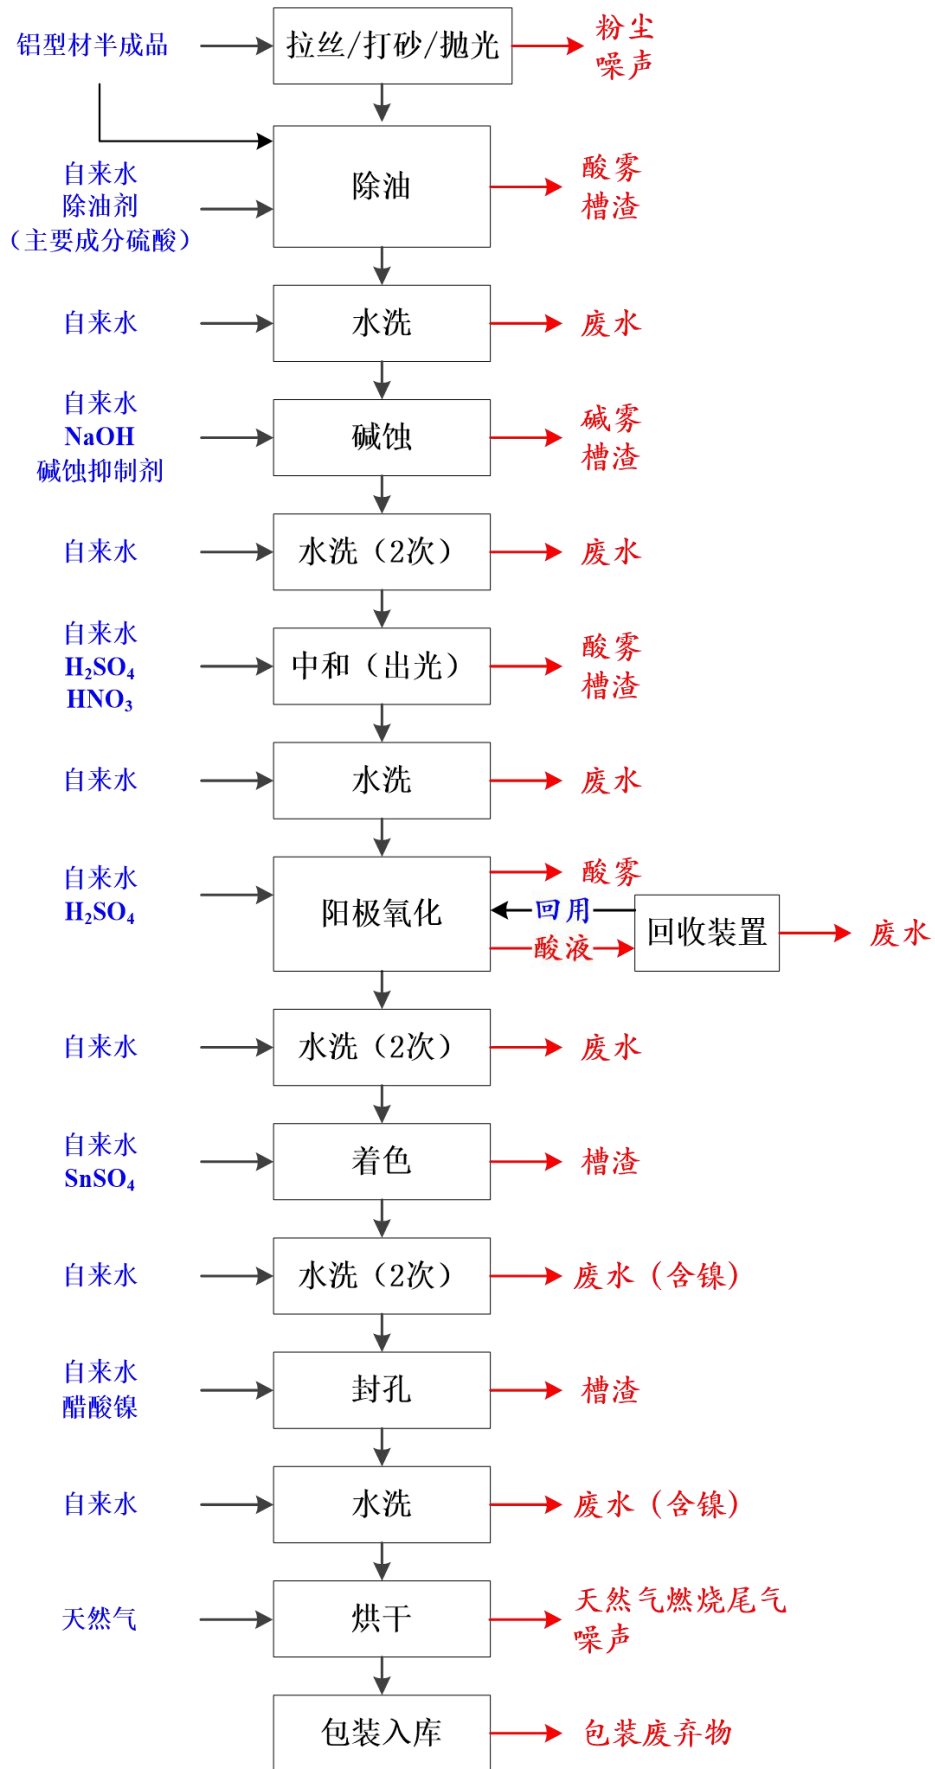 铝型材半成品
拉丝/打砂/抛光
粉尘
噪声
自来水
除油剂
（主要成分硫酸）
除油
酸雾
槽渣
自来水
水洗
废水
自来水
NaOH
碱蚀抑制剂
碱蚀
碱雾
槽渣
自来水
水洗（2次）
废水
自来水
H₂SO₄
HNO₃
中和（出光）
酸雾
槽渣
自来水
水洗
废水
自来水
H₂SO₄
阳极氧化
酸雾
回用
酸液
回收装置
废水
自来水
水洗（2次）
废水
自来水
SnSO₄
着色
槽渣
自来水
水洗（2次）
废水（含镍）
自来水
醋酸镍
封孔
槽渣
自来水
水洗
废水（含镍）
天然气
烘干
天然气燃烧尾气
噪声
包装入库
包装废弃物